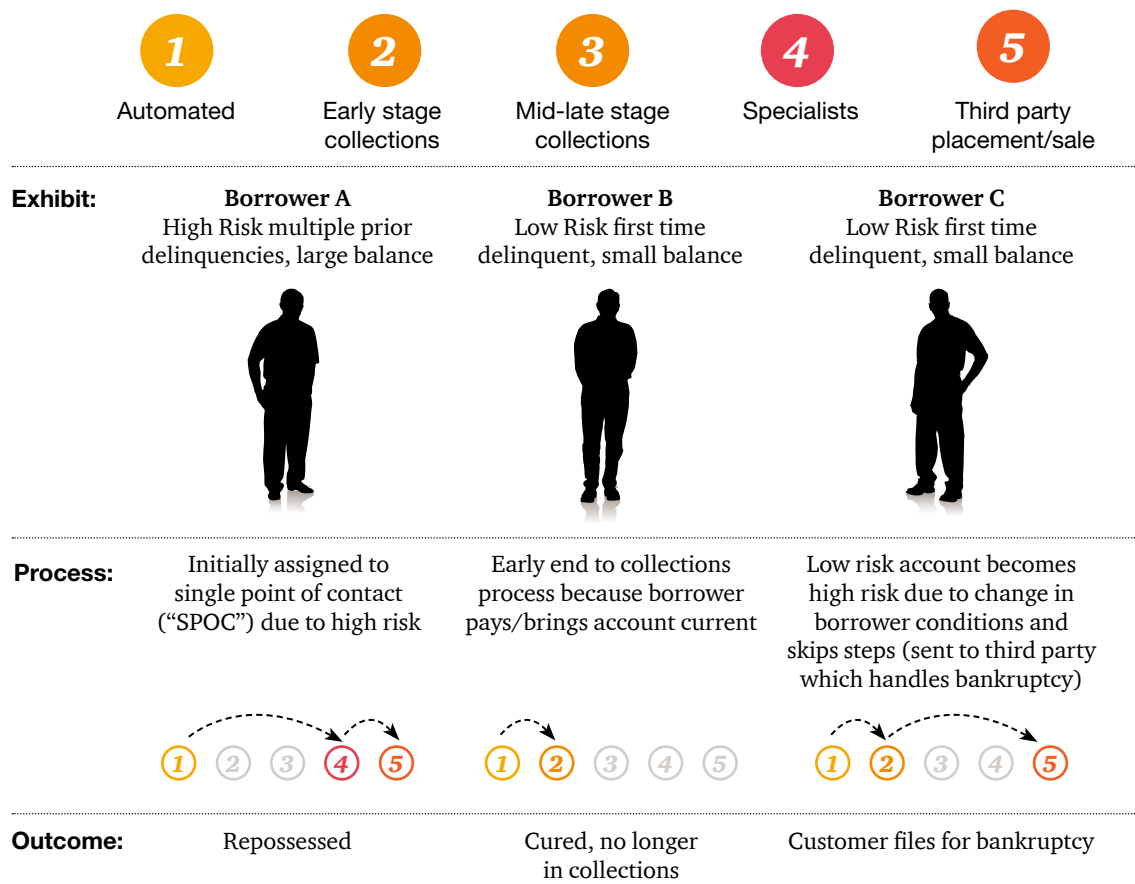 1 2 3 4 5
Automated
Early stage
collections
Mid-late stage
collections
Specialists
Third party
placement/sale
Exhibit:
Borrower A
High Risk multiple prior
delinquencies, large balance
Borrower B
Low Risk first time
delinquent, small balance
Borrower C
Low Risk first time
delinquent, small balance
Process:
Initially assigned to
single point of contact
(“SPOC”) due to high risk
1 2 3 4 5
Early end to collections
process because borrower
pays/brings account current
1 2 3 4 5
Low risk account becomes
high risk due to change in
borrower conditions and
skips steps (sent to third party
which handles bankruptcy)
1 2 3 4 5
Outcome:
Repossessed
Cured, no longer
in collections
Customer files for bankruptcy